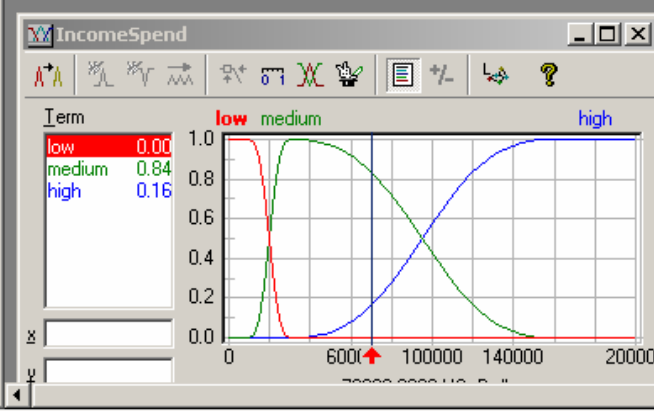 IncomeSpend
Term
low 0.00
medium 0.84
high 0.16
low medium high
1.0
0.8
0.6
0.4
0.2
0.0
0 6000 100000 140000 20000
x
y